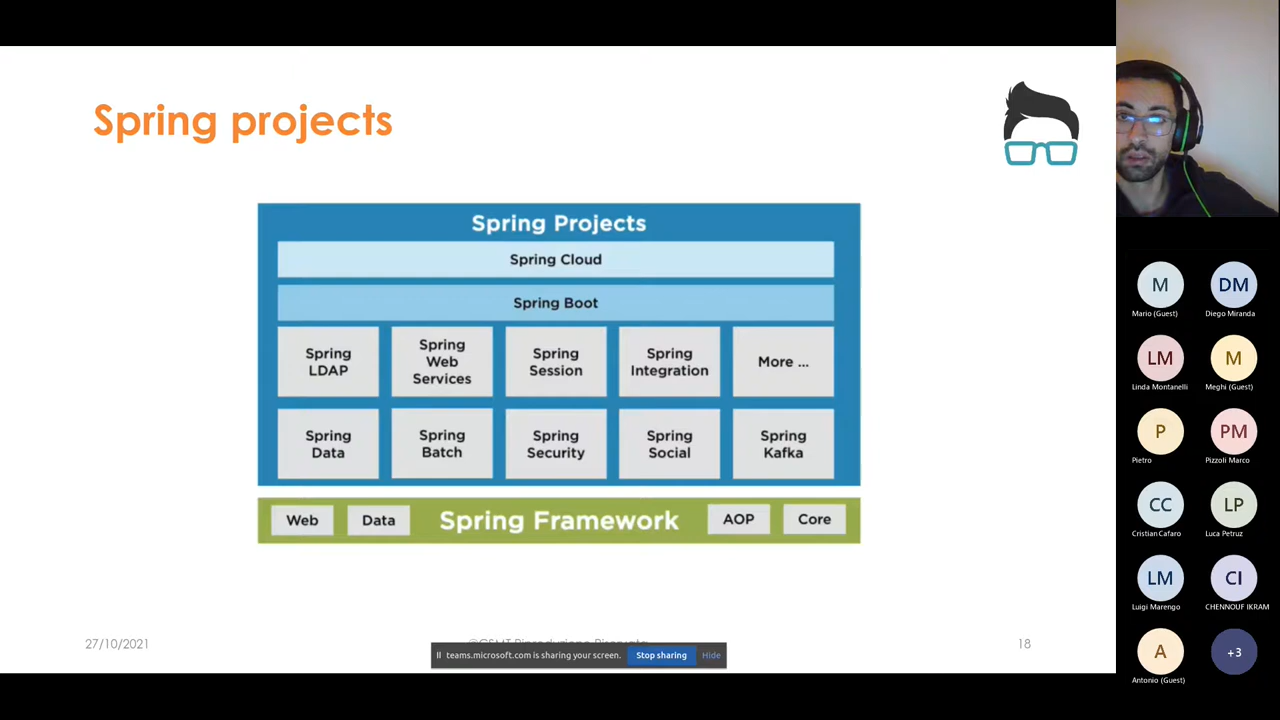 Spring projects
Spring Projects
Spring Cloud
Spring Boot
Spring
LDAP
Spring
Web
Services
Spring
Session
Spring
Integration
More ...
Spring
Data
Spring
Batch
Spring
Security
Spring
Social
Spring
Kafka
Web
Data
Spring Framework
AOP
Core
27/10/2021
teams.microsoft.com is sharing your screen.
Stop sharing
Hide
18
M
Mario (Guest)
DM
Diego Miranda
LM
Linda Montanelli
M
Meghi (Guest)
P
Pietro
PM
Pizzoli Marco
CC
Cristian Cafaro
LP
Luca Petruz
LM
Luigi Marengo
CI
CHENNOUF IKRAM
A
Antonio (Guest)
+3